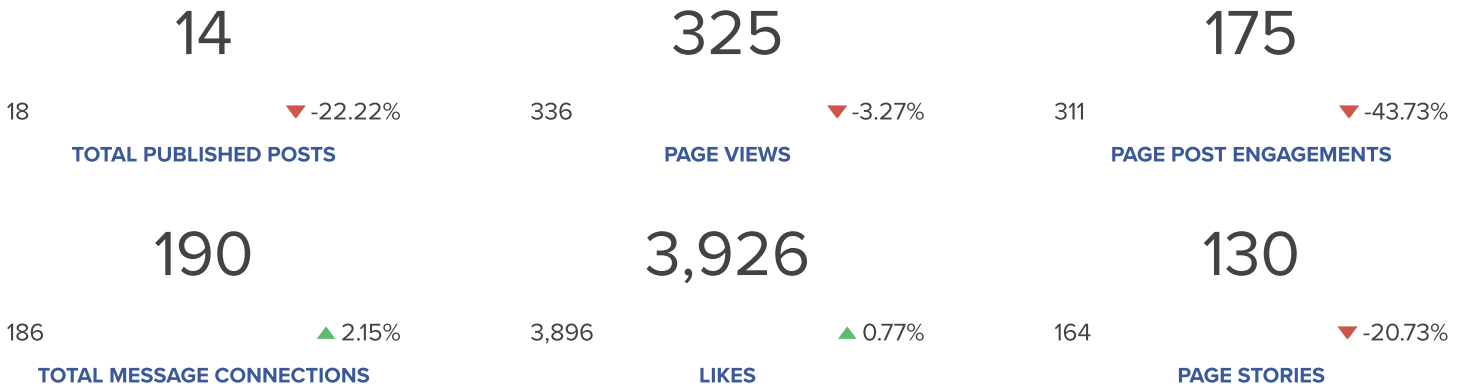 14 325 175
18 -22.22% 336 -3.27% 311 -43.73%
TOTAL PUBLISHED POSTS PAGE VIEWS PAGE POST ENGAGEMENTS
190 3,926 130
186 2.15% 3,896 0.77% 164 -20.73%
TOTAL MESSAGE CONNECTIONS LIKES PAGE STORIES